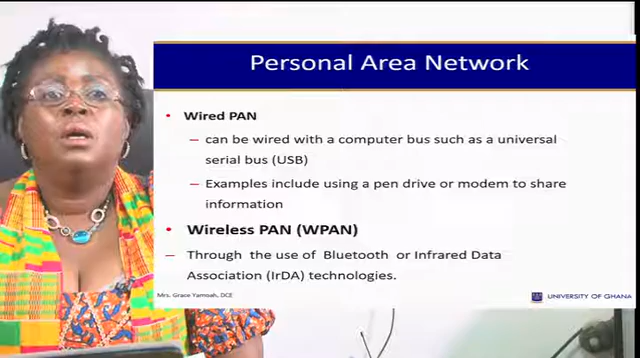 Personal Area Network
• Wired PAN
– can be wired with a computer bus such as a universal
serial bus (USB)
– Examples include using a pen drive or modem to share
information
• Wireless PAN (WPAN)
– Through the use of Bluetooth or Infrared Data
Association (IrDA) technologies.
Mrs. Grace Yamoah, DCE
UNIVERSITY OF GHANA